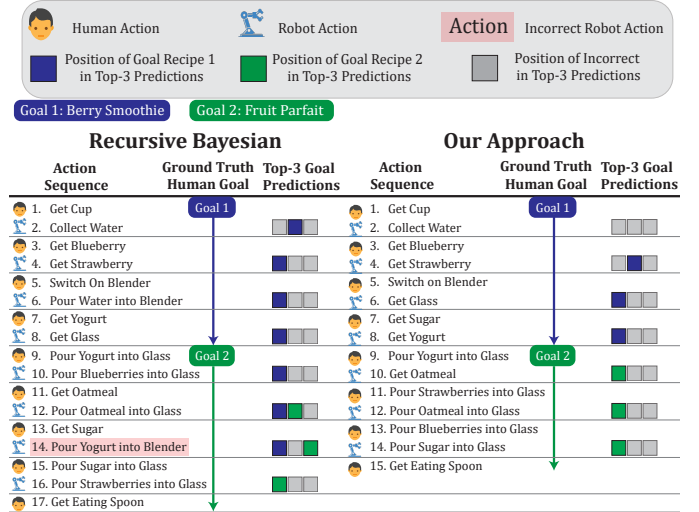 Human Action
Robot Action
Action
Incorrect Robot Action
Position of Goal Recipe 1
in Top-3 Predictions
Position of Goal Recipe 2
in Top-3 Predictions
Position of Incorrect
in Top-3 Predictions
Goal 1: Berry Smoothie
Goal 2: Fruit Parfait
Recursive Bayesian
Action
Sequence
Ground Truth
Human Goal
Top-3 Goal
Predictions
Goal 1
1. Get Cup
2. Collect Water
3. Get Blueberry
4. Get Strawberry
5. Switch On Blender
6. Pour Water into Blender
7. Get Yogurt
8. Get Glass
Goal 2
9. Pour Yogurt into Glass
10. Pour Blueberries into Glass
11. Get Oatmeal
12. Pour Oatmeal into Glass
13. Get Sugar
14. Pour Yogurt into Blender
15. Pour Sugar into Glass
16. Pour Strawberries into Glass
17. Get Eating Spoon
Our Approach
Action
Sequence
Ground Truth
Human Goal
Top-3 Goal
Predictions
Goal 1
1. Get Cup
2. Collect Water
3. Get Blueberry
4. Get Strawberry
5. Switch on Blender
6. Get Glass
7. Get Sugar
8. Get Yogurt
Goal 2
9. Pour Yogurt into Glass
10. Get Oatmeal
11. Pour Strawberries into Glass
12. Pour Oatmeal into Glass
13. Pour Blueberries into Glass
14. Pour Sugar into Glass
15. Get Eating Spoon